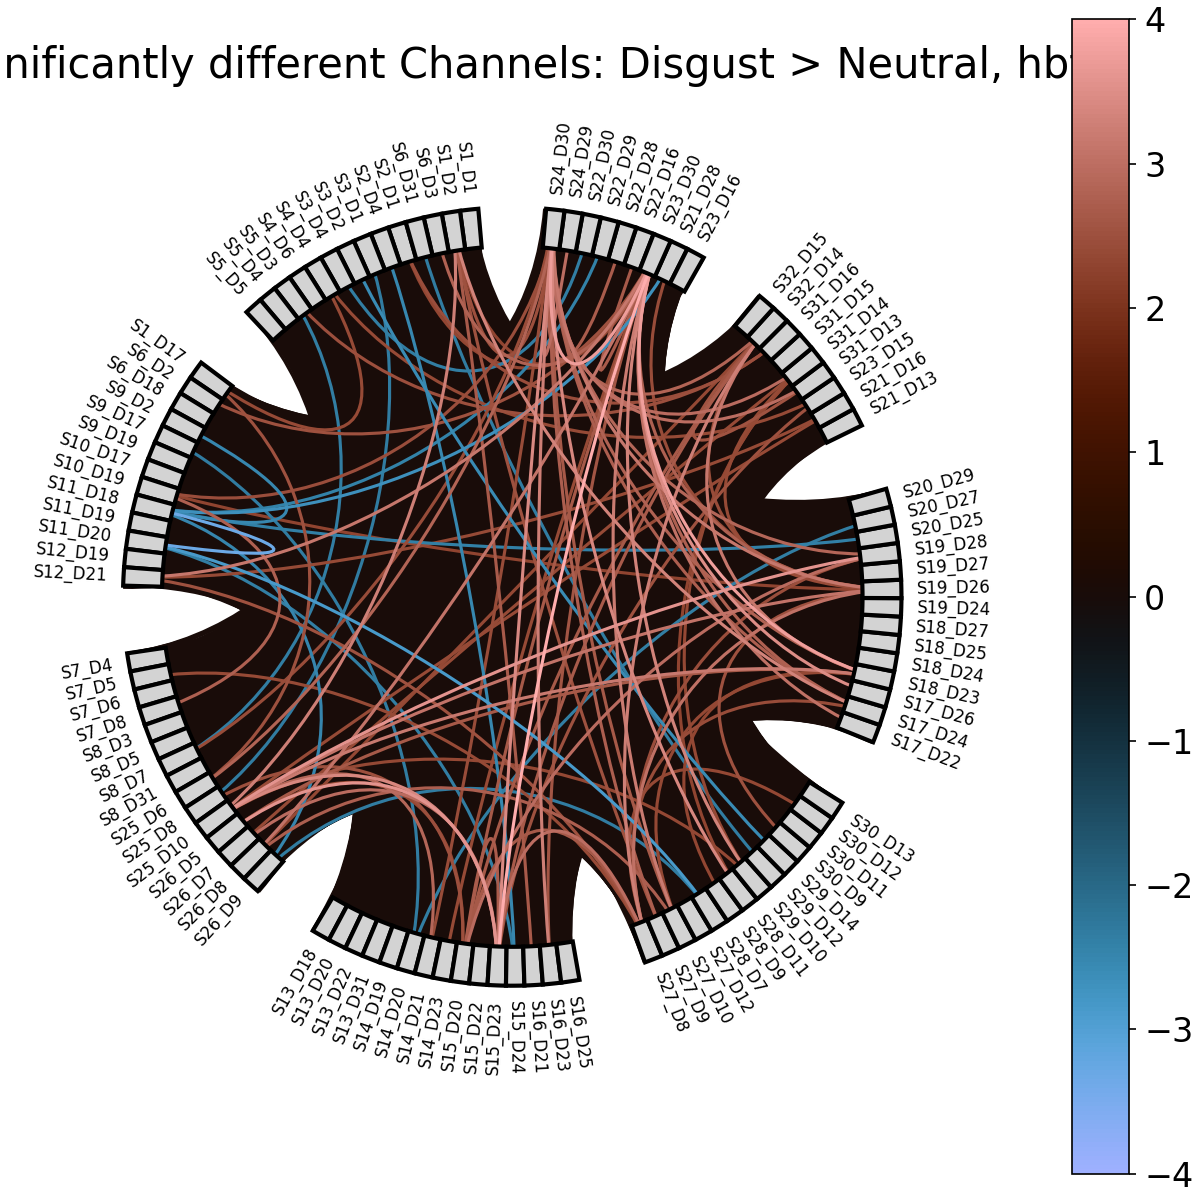 nificantly different Channels: Disgust > Neutral, hb
S24_D30
S24_D29
S22_D30
S22_D29
S22_D28
S22_D16
S23_D30
S21_D28
S23_D16
S32_D15
S32_D14
S31_D16
S31_D15
S31_D14
S31_D13
S23_D15
S21_D16
S21_D13
S20_D29
S20_D27
S20_D25
S19_D28
S19_D27
S19_D26
S19_D24
S18_D27
S18_D25
S18_D24
S18_D23
S17_D26
S17_D24
S17_D22
S30_D13
S30_D12
S30_D11
S30_D9
S29_D14
S29_D12
S29_D10
S28_D11
S28_D9
S28_D7
S27_D12
S27_D10
S27_D9
S27_D8
S16_D25
S16_D23
S16_D21
S15_D24
S15_D23
S15_D22
S15_D20
S14_D23
S14_D21
S14_D20
S14_D19
S13_D31
S13_D22
S13_D20
S13_D18
S26_D9
S26_D8
S26_D7
S26_D5
S25_D10
S25_D8
S25_D6
S8_D31
S8_D7
S8_D5
S8_D3
S7_D8
S7_D6
S7_D5
S7_D4
S12_D21
S12_D19
S11_D20
S11_D19
S11_D18
S10_D19
S10_D17
S9_D19
S9_D17
S9_D2
S6_D18
S6_D2
S1_D17
S5_D5
S5_D4
S5_D3
S4_D6
S4_D4
S3_D4
S3_D2
S3_D1
S2_D4
S2_D1
S6_D31
S6_D3
S1_D2
S1_D1
4
3
2
1
0
−1
−2
−3
−4